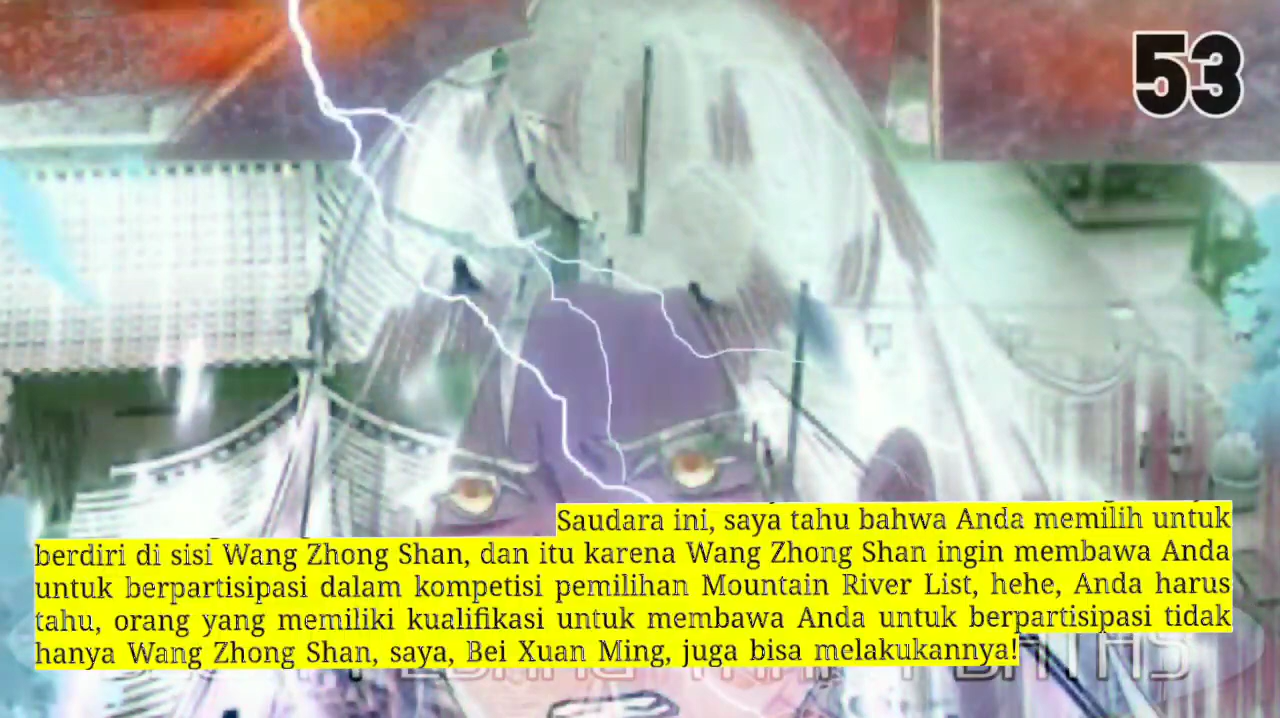 53
Saudara ini, saya tahu bahwa Anda memilih untuk
berdiri di sisi Wang Zhong Shan, dan itu karena Wang Zhong Shan ingin membawa Anda
untuk berpartisipasi dalam kompetisi pemilihan Mountain River List, hehe, Anda harus
tahu, orang yang memiliki kualifikasi untuk membawa Anda untuk berpartisipasi tidak
hanya Wang Zhong Shan, saya, Bei Xuan Ming, juga bisa melakukannya!